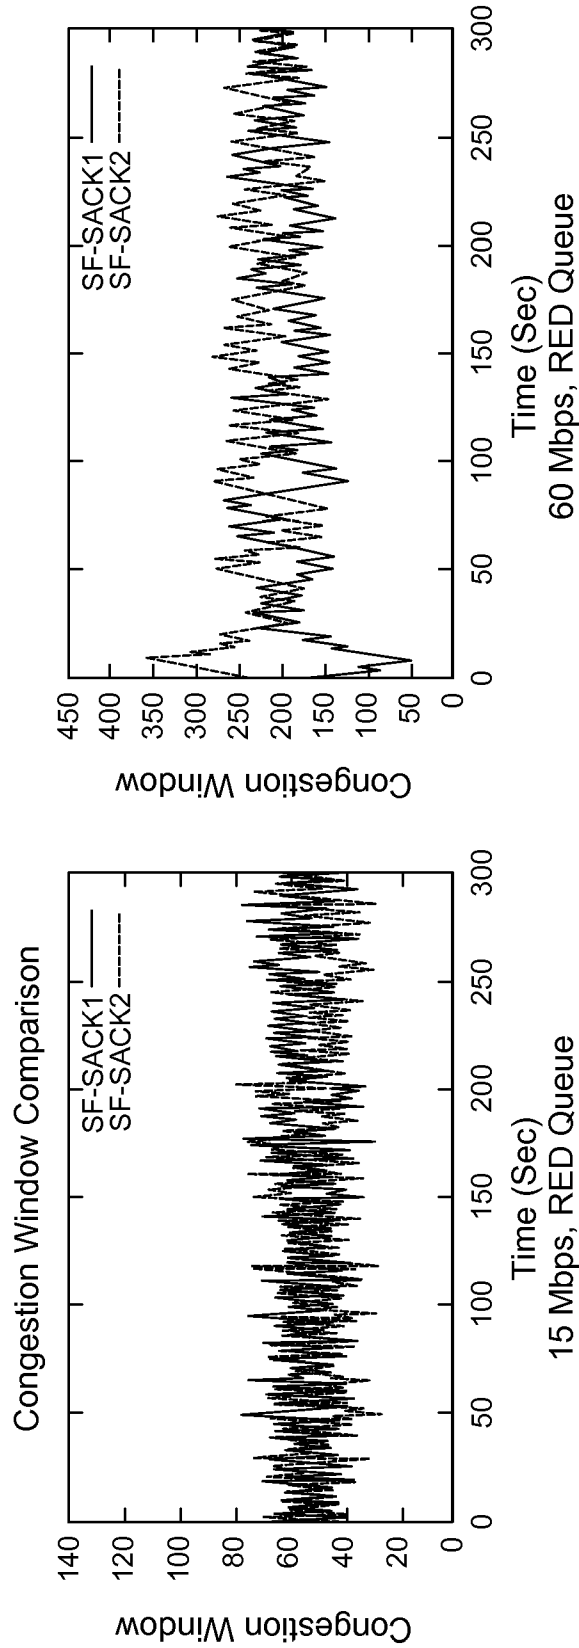 Congestion Window Comparison
Congestion Window
140
120
100
80
60
40
20
0
SF-SACK1
SF-SACK2
0 50 100 150 200 250 300
Time (Sec)
15 Mbps, RED Queue
Congestion Window
450
400
350
300
250
200
150
100
50
0
SF-SACK1
SF-SACK2
0 50 100 150 200 250 300
Time (Sec)
60 Mbps, RED Queue